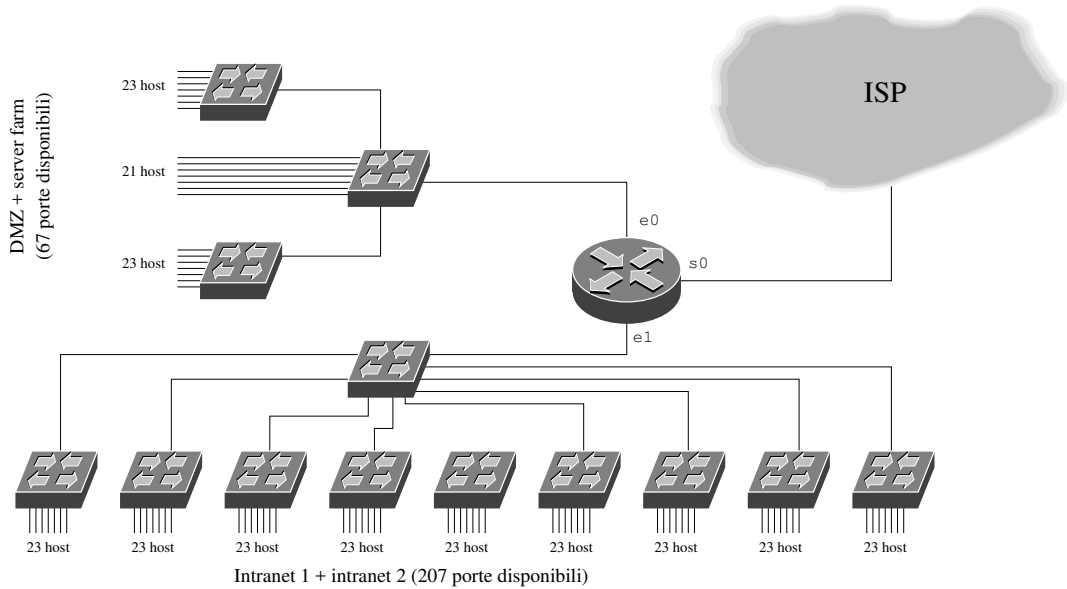 ISP
23 host
DMZ + server farm
(67 porte disponibili)
21 host
e0
23 host
s0
e1
23 host
23 host
23 host
23 host
23 host
23 host
23 host
23 host
23 host
Intranet 1 + intranet 2 (207 porte disponibili)